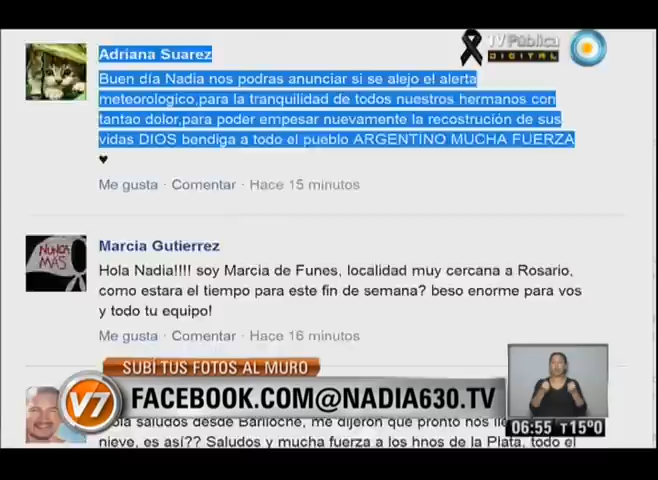 Adriana Suarez
Buen día Nadia nos podras anunciar si se alejo el alerta
meteorologico,para la tranquilidad de todos nuestros hermanos con
tantao dolor,para poder empesar nuevamente la recostrución de sus
vidas DIOS bendiga a todo el pueblo ARGENTINO MUCHA FUERZA
♥
Me gusta · Comentar · Hace 15 minutos
TV Pública
DIGITAL
NUNCA
MAS
Marcia Gutierrez
Hola Nadia!!!! soy Marcia de Funes, localidad muy cercana a Rosario,
como estara el tiempo para este fin de semana? beso enorme para vos
y todo tu equipo!
Me gusta · Comentar · Hace 16 minutos
SUBÍ TUS FOTOS AL MURO
V7
FACEBOOK.COM@NADIA630.TV
Hola saludos desde Bariloche, me dijeron que pronto nos
nieve, es así?? Saludos y mucha fuerza a los hnos de la Plata, todo el
06:55 T15º0